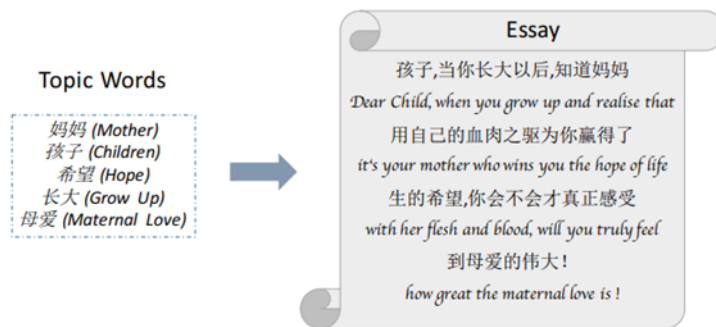 Topic Words
妈妈 (Mother)
孩子 (Children)
希望 (Hope)
长大 (Grow Up)
母爱 (Maternal Love)
Essay
孩子,当你长大以后,知道妈妈
Dear Child, when you grow up and realise that
用自己的血肉之驱为你赢得了
it's your mother who wins you the hope of life
生的希望,你会不会才真正感受
with her flesh and blood, will you truly feel
到母爱的伟大!
how great the maternal love is !